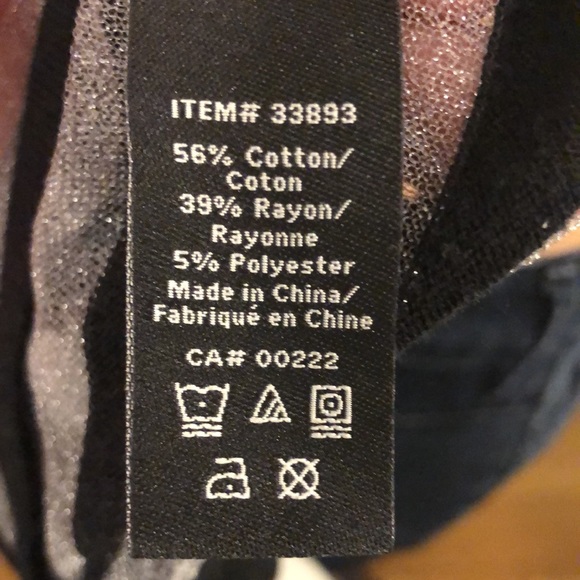 ITEM# 33893
56% Cotton/
Coton
39% Rayon/
Rayonne
5% Polyester
Made in China/
Fabriqué en Chine
CA# 00222